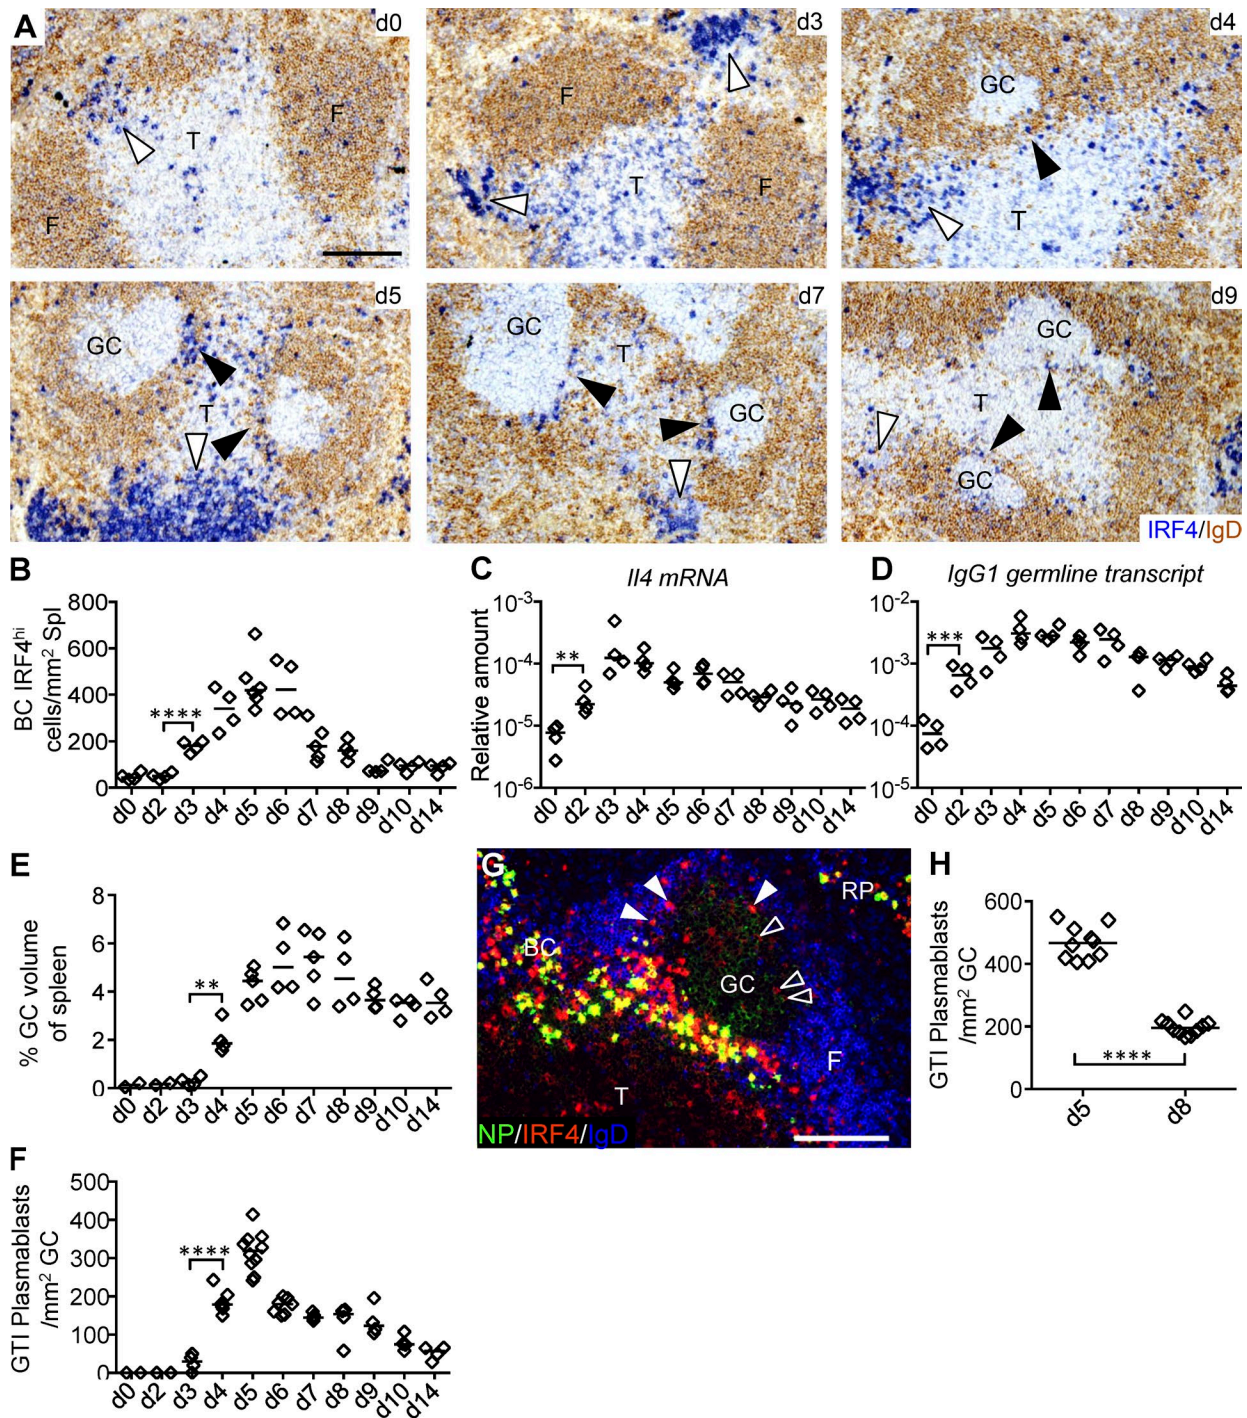 A
d0
T
F
F
d3
F
T
F
d4
GC
T
d5
GC
T
d7
GC
T
GC
d9
GC
T
GC
IRF4/IgD
B
BC IRF4hi
cells/mm2 Spl
800
600
400
200
0
****
d0 d2 d3 d4 d5 d6 d7 d8 d9 d10 d14
C
Il4 mRNA
Relative amount
10-3
10-4
10-5
10-6
**
d0 d2 d3 d4 d5 d6 d7 d8 d9 d10 d14
D
IgG1 germline transcript
10-2
10-3
10-4
10-5
***
d0 d2 d3 d4 d5 d6 d7 d8 d9 d10 d14
E
% GC volume
of spleen
8
6
4
2
0
**
d0 d2 d3 d4 d5 d6 d7 d8 d9 d10 d14
G
RP
BC
GC
F
T
NP/IRF4/IgD
H
GTI Plasmablasts
/mm2 GC
600
400
200
0
****
d5 d8
F
GTI Plasmablasts
/mm2 GC
500
400
300
200
100
0
****
d0 d2 d3 d4 d5 d6 d7 d8 d9 d10 d14